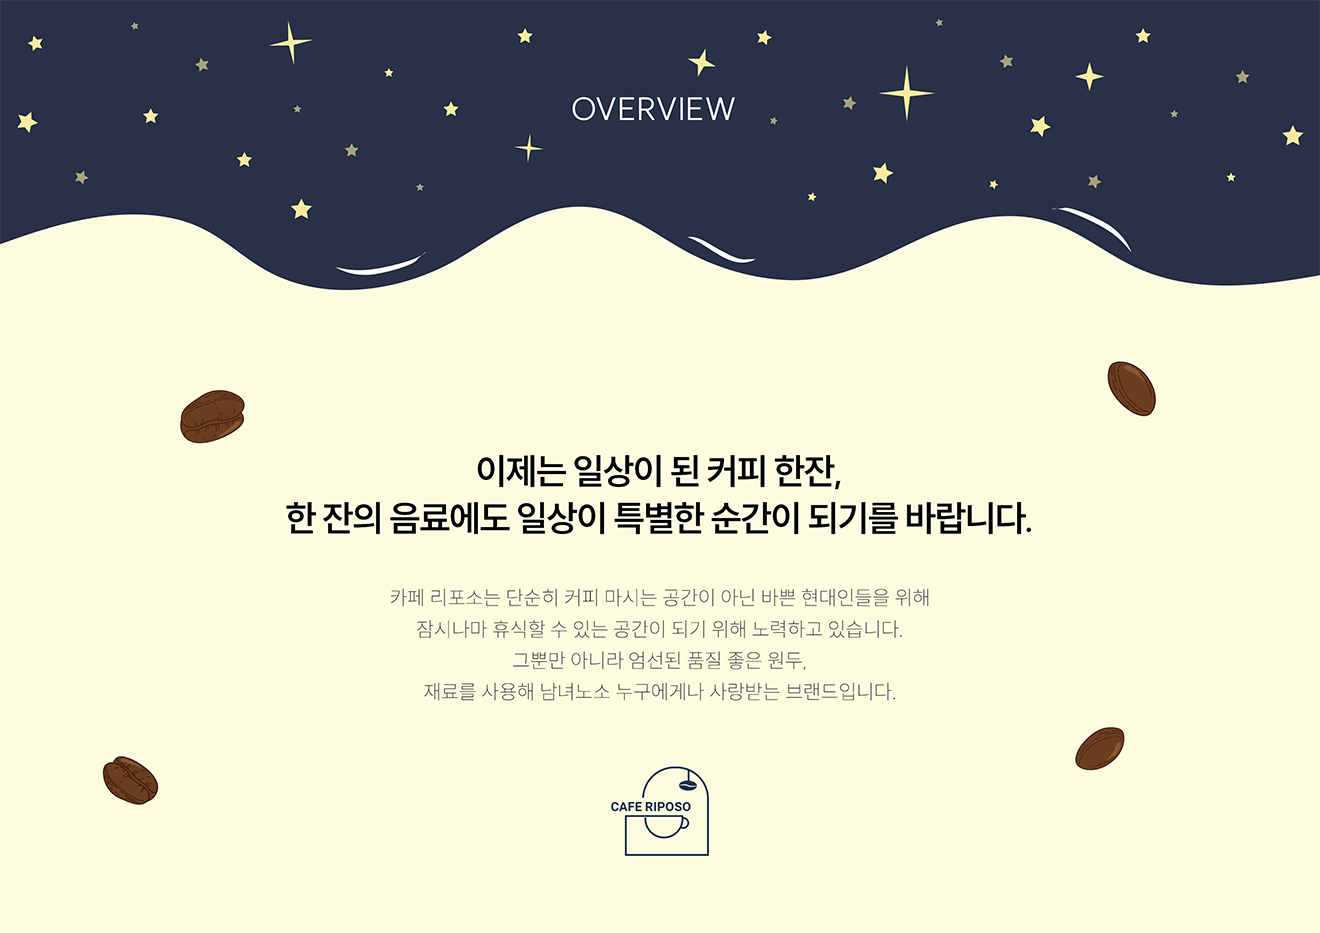 OVERVIEW
이제는 일상이 된 커피 한잔,
한 잔의 음료에도 일상이 특별한 순간이 되기를 바랍니다.
카페 리포소는 단순히 커피 마시는 공간이 아닌 바쁜 현대인들을 위해
잠시나마 휴식할 수 있는 공간이 되기 위해 노력하고 있습니다.
그뿐만 아니라 엄선된 품질 좋은 원두,
재료를 사용해 남녀노소 누구에게나 사랑받는 브랜드입니다.
CAFE RIPOSO